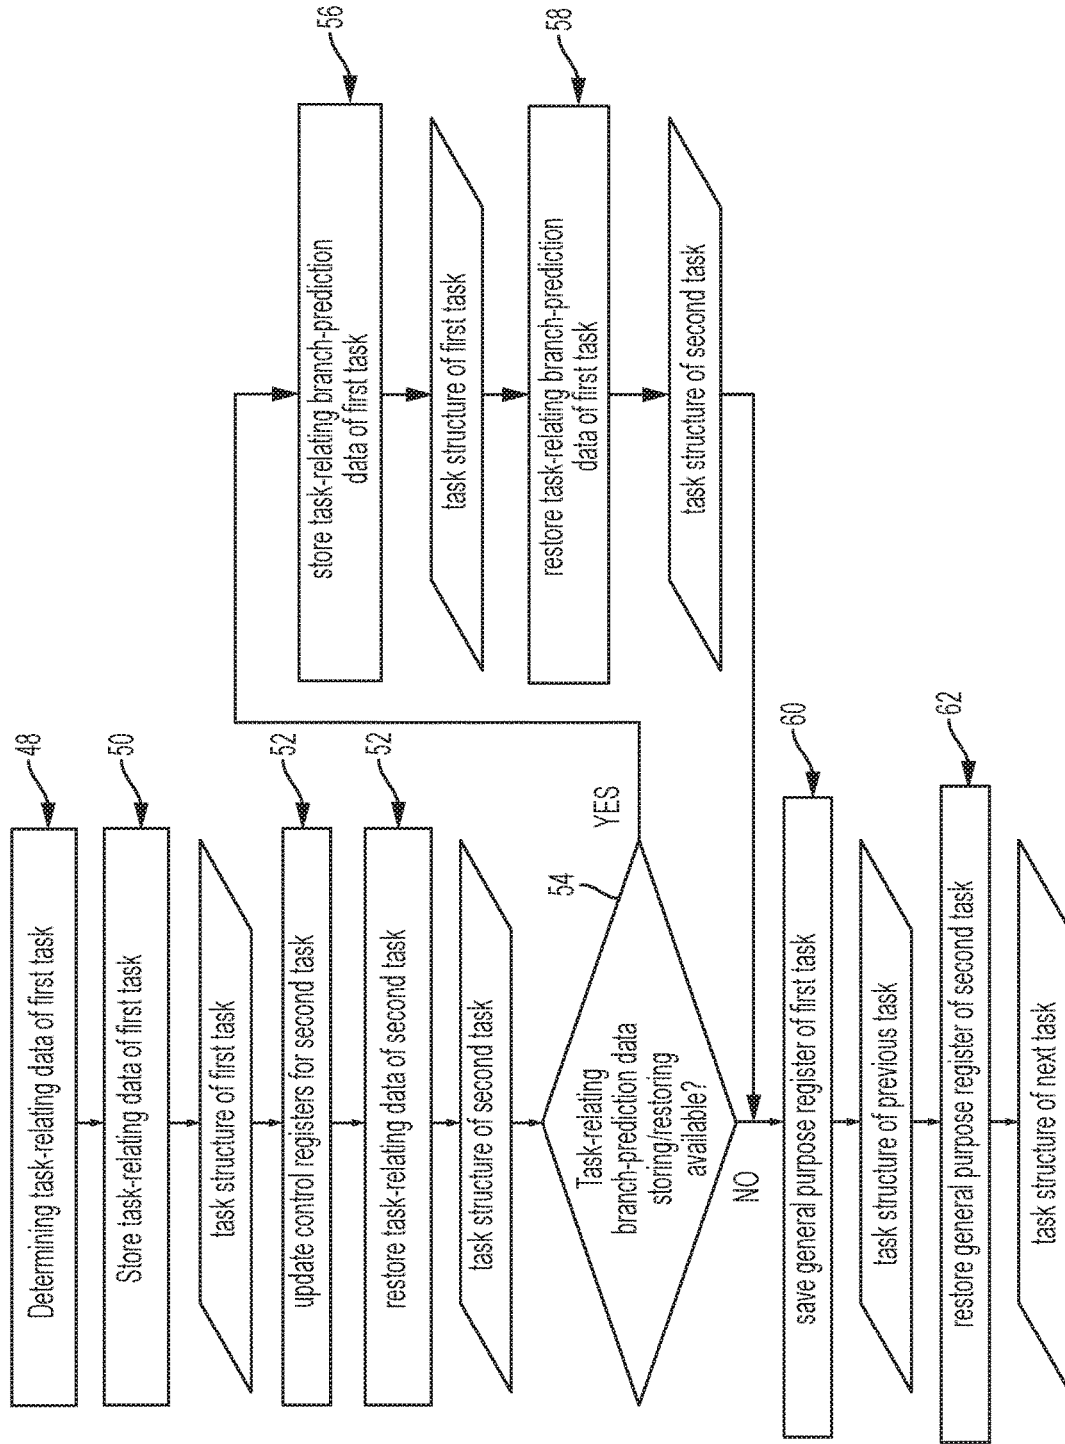 Determining task-relating data of first task
48
Store task-relating data of first task
50
task structure of first task
update control registers for second task
52
restore task-relating data of second task
52
task structure of second task
Task-relating
branch-prediction data
storing/restoring
available?
54
YES
NO
store task-relating branch-prediction
data of first task
56
task structure of first task
restore task-relating branch-prediction
data of first task
58
task structure of second task
save general purpose register of first task
60
task structure of previous task
restore general purpose register of second task
62
task structure of next task